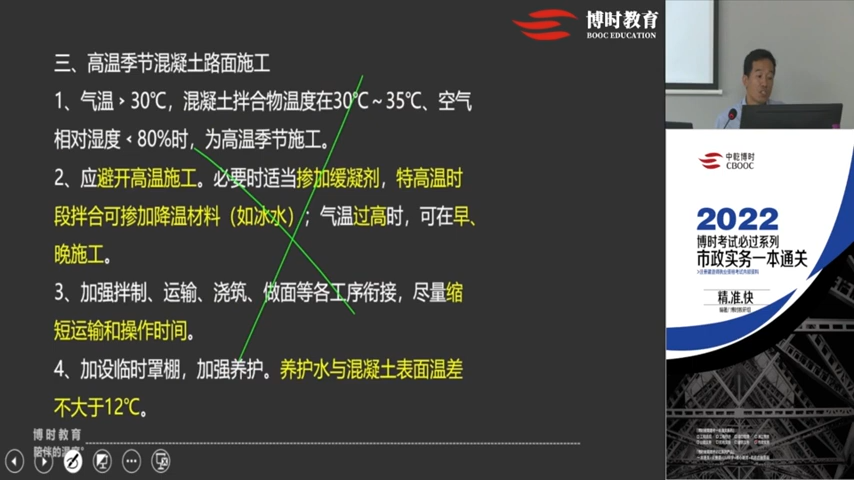 博时教育
BOOC EDUCATION
三、高温季节混凝土路面施工
1、气温﹥30℃，混凝土拌合物温度在30℃～35℃、空气
相对湿度﹤80%时，为高温季节施工。
2、应避开高温施工。必要时适当掺加缓凝剂，特高温时
段拌合可掺加降温材料（如冰水）；气温过高时，可在早、
晚施工。
3、加强拌制、运输、浇筑、做面等各工序衔接，尽量缩
短运输和操作时间。
4、加设临时罩棚，加强养护。养护水与混凝土表面温差
不大于12℃。
博时教育
陪伴的温度
中乾博时
CBOOC
2022
博时考试必过系列
市政实务一本通关
精.准.快